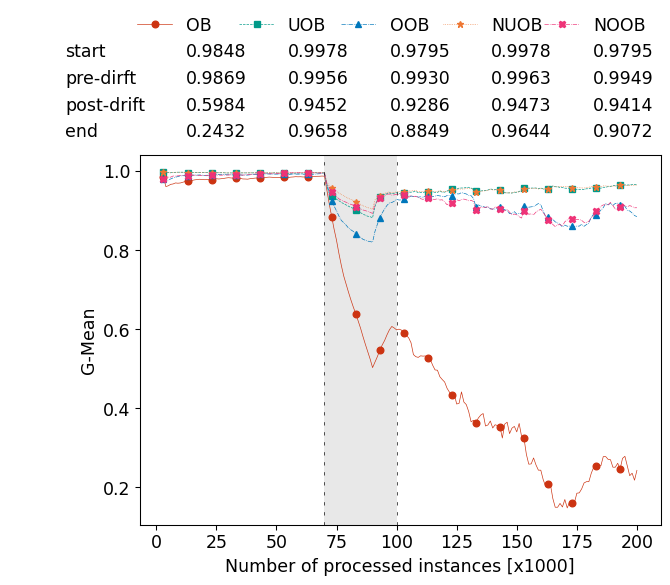 OB UOB OOB NUOB NOOB
start 0.9848 0.9978 0.9795 0.9978 0.9795
pre-dirft 0.9869 0.9956 0.9930 0.9963 0.9949
post-drift 0.5984 0.9452 0.9286 0.9473 0.9414
end 0.2432 0.9658 0.8849 0.9644 0.9072
1.0
0.8
0.6
0.4
0.2
G-Mean
0 25 50 75 100 125 150 175 200
Number of processed instances [x1000]